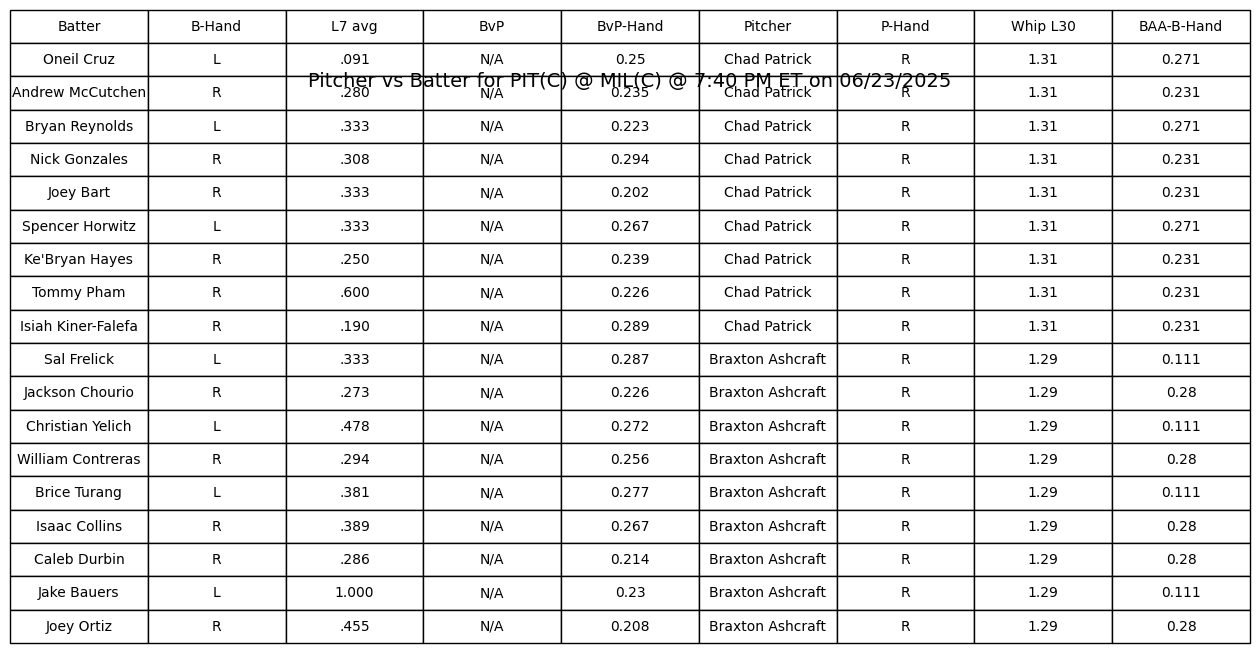 Batter B-Hand L7 avg BvP BvP-Hand Pitcher P-Hand Whip L30 BAA-B-Hand
Oneil Cruz L .091 N/A 0.25 Chad Patrick R 1.31 0.271
Pitcher vs Batter for PIT(C) @ MIL(C) @ 7:40 PM ET on 06/23/2025
Andrew McCutchen R .280 N/A 0.235 Chad Patrick R 1.31 0.231
Bryan Reynolds L .333 N/A 0.223 Chad Patrick R 1.31 0.271
Nick Gonzales R .308 N/A 0.294 Chad Patrick R 1.31 0.231
Joey Bart R .333 N/A 0.202 Chad Patrick R 1.31 0.231
Spencer Horwitz L .333 N/A 0.267 Chad Patrick R 1.31 0.271
Ke'Bryan Hayes R .250 N/A 0.239 Chad Patrick R 1.31 0.231
Tommy Pham R .600 N/A 0.226 Chad Patrick R 1.31 0.231
Isiah Kiner-Falefa R .190 N/A 0.289 Chad Patrick R 1.31 0.231
Sal Frelick L .333 N/A 0.287 Braxton Ashcraft R 1.29 0.111
Jackson Chourio R .273 N/A 0.226 Braxton Ashcraft R 1.29 0.28
Christian Yelich L .478 N/A 0.272 Braxton Ashcraft R 1.29 0.111
William Contreras R .294 N/A 0.256 Braxton Ashcraft R 1.29 0.28
Brice Turang L .381 N/A 0.277 Braxton Ashcraft R 1.29 0.111
Isaac Collins R .389 N/A 0.267 Braxton Ashcraft R 1.29 0.28
Caleb Durbin R .286 N/A 0.214 Braxton Ashcraft R 1.29 0.28
Jake Bauers L 1.000 N/A 0.23 Braxton Ashcraft R 1.29 0.111
Joey Ortiz R .455 N/A 0.208 Braxton Ashcraft R 1.29 0.28